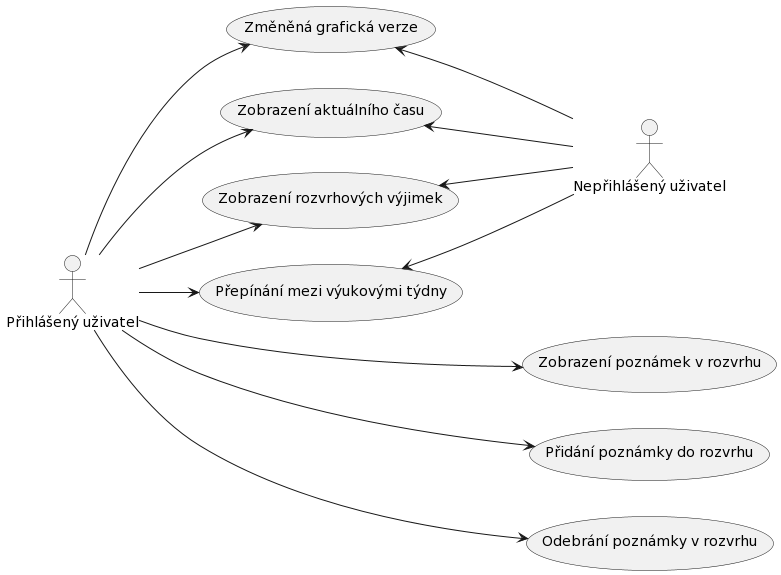 Změněná grafická verze
Zobrazení aktuálního času
Nepřihlášený uživatel
Zobrazení rozvrhových výjimek
Přepínání mezi výukovými týdny
Přihlášený uživatel
Zobrazení poznámek v rozvrhu
Přidání poznámky do rozvrhu
Odebrání poznámky v rozvrhu